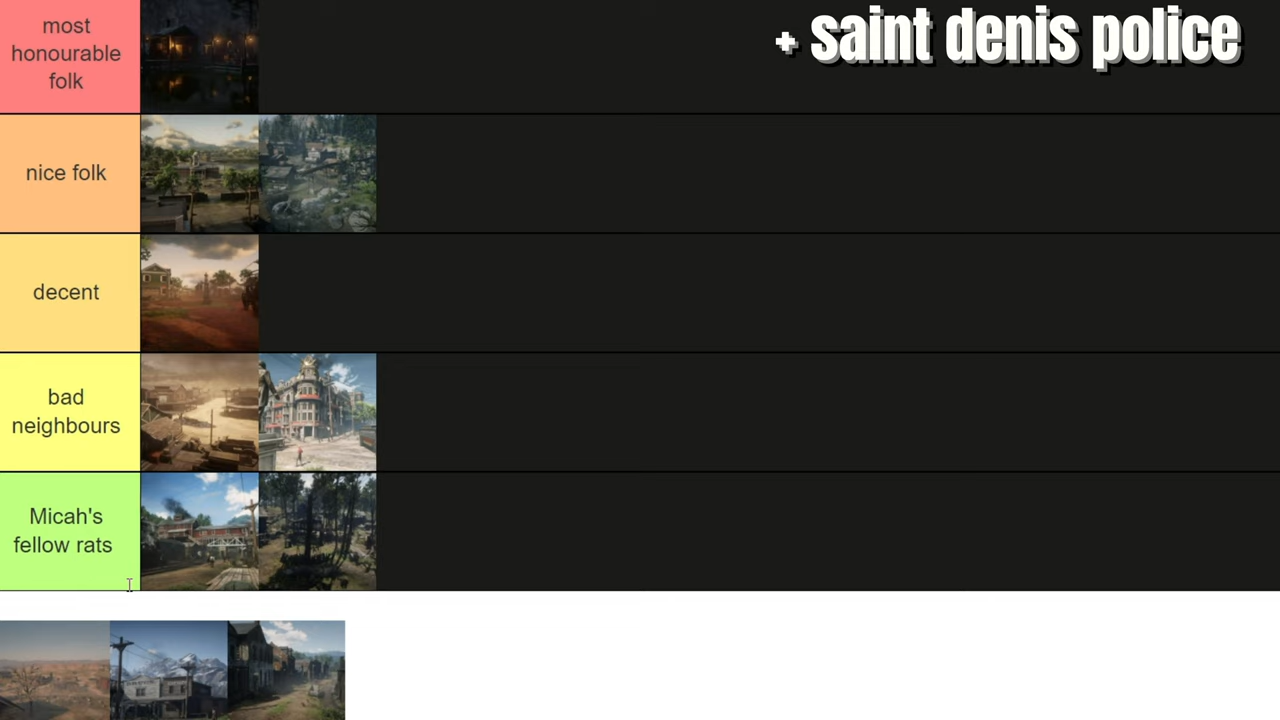 + saint denis police
most
honourable
folk
nice folk
decent
bad
neighbours
Micah's
fellow rats